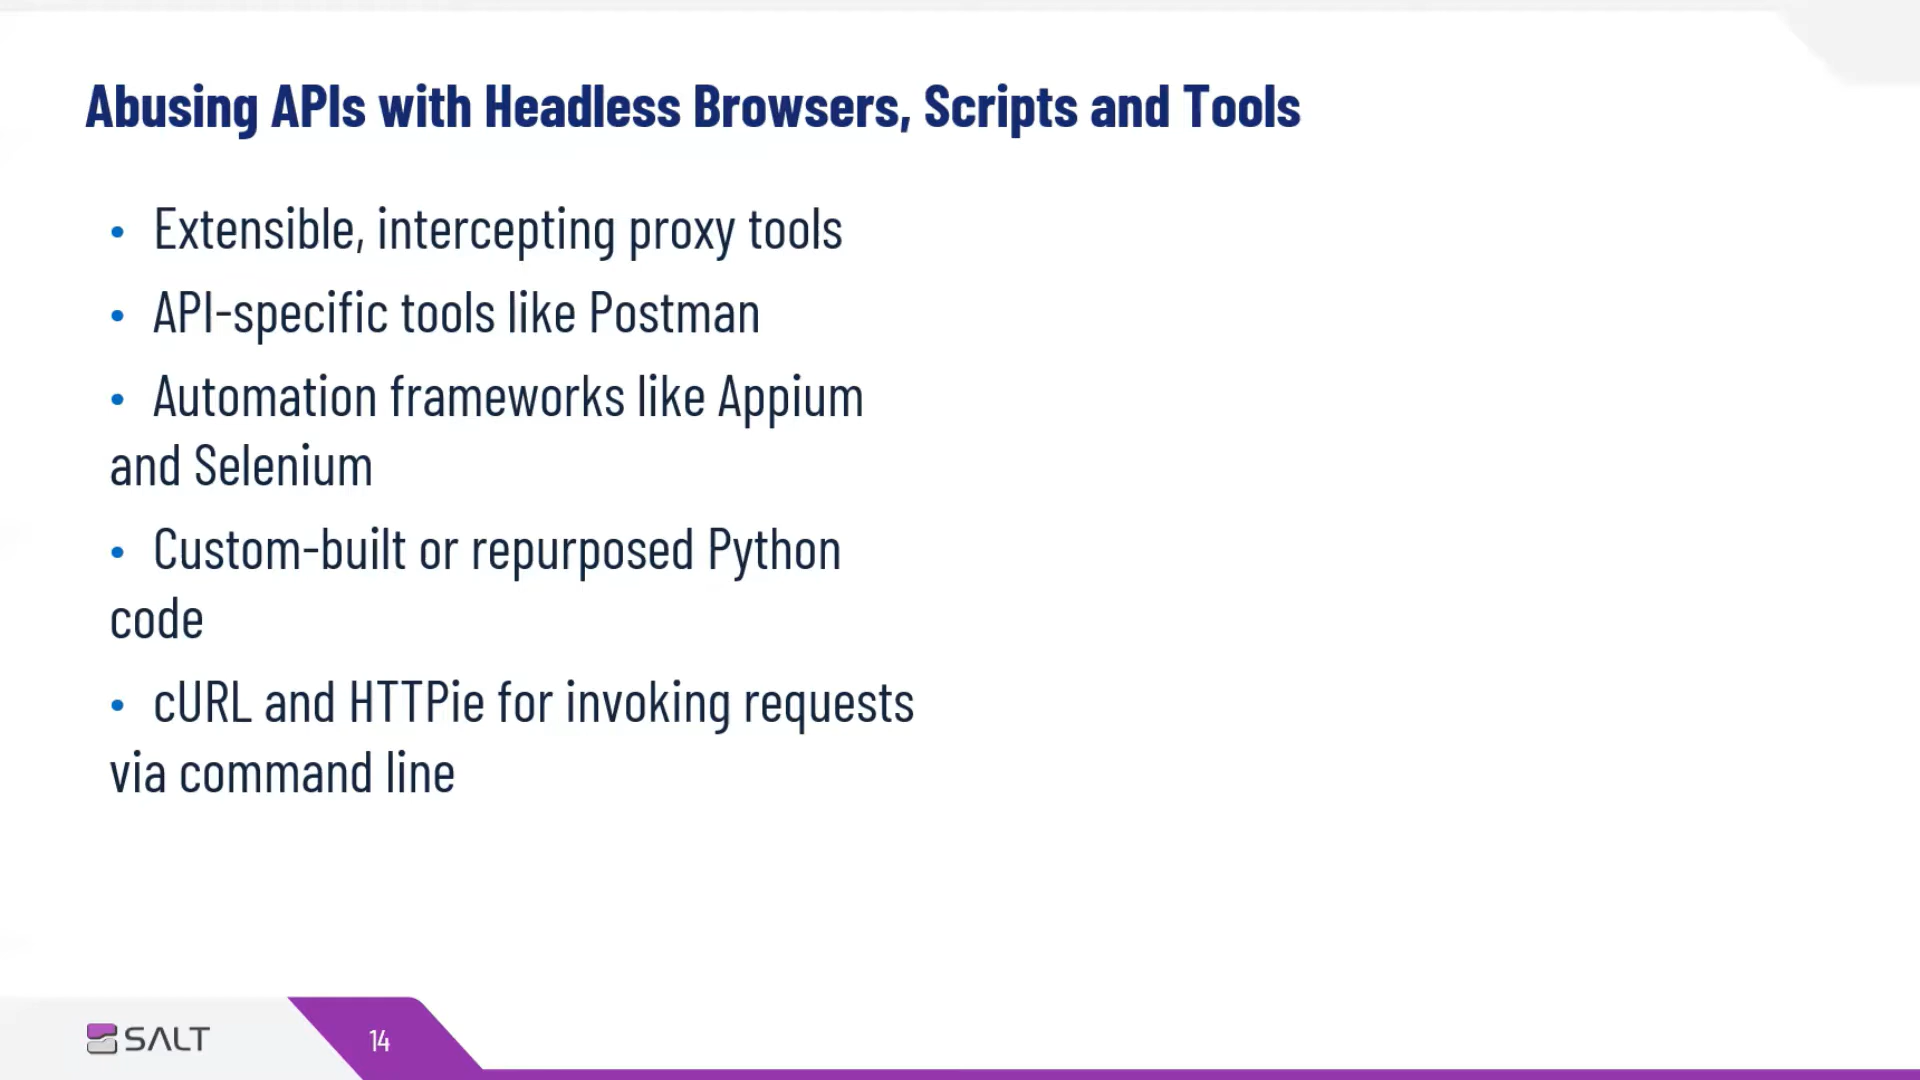 Abusing APIs with Headless Browsers, Scripts and Tools
• Extensible, intercepting proxy tools
• API-specific tools like Postman
• Automation frameworks like Appium
and Selenium
• Custom-built or repurposed Python
code
• cURL and HTTPie for invoking requests
via command line
SALT
14